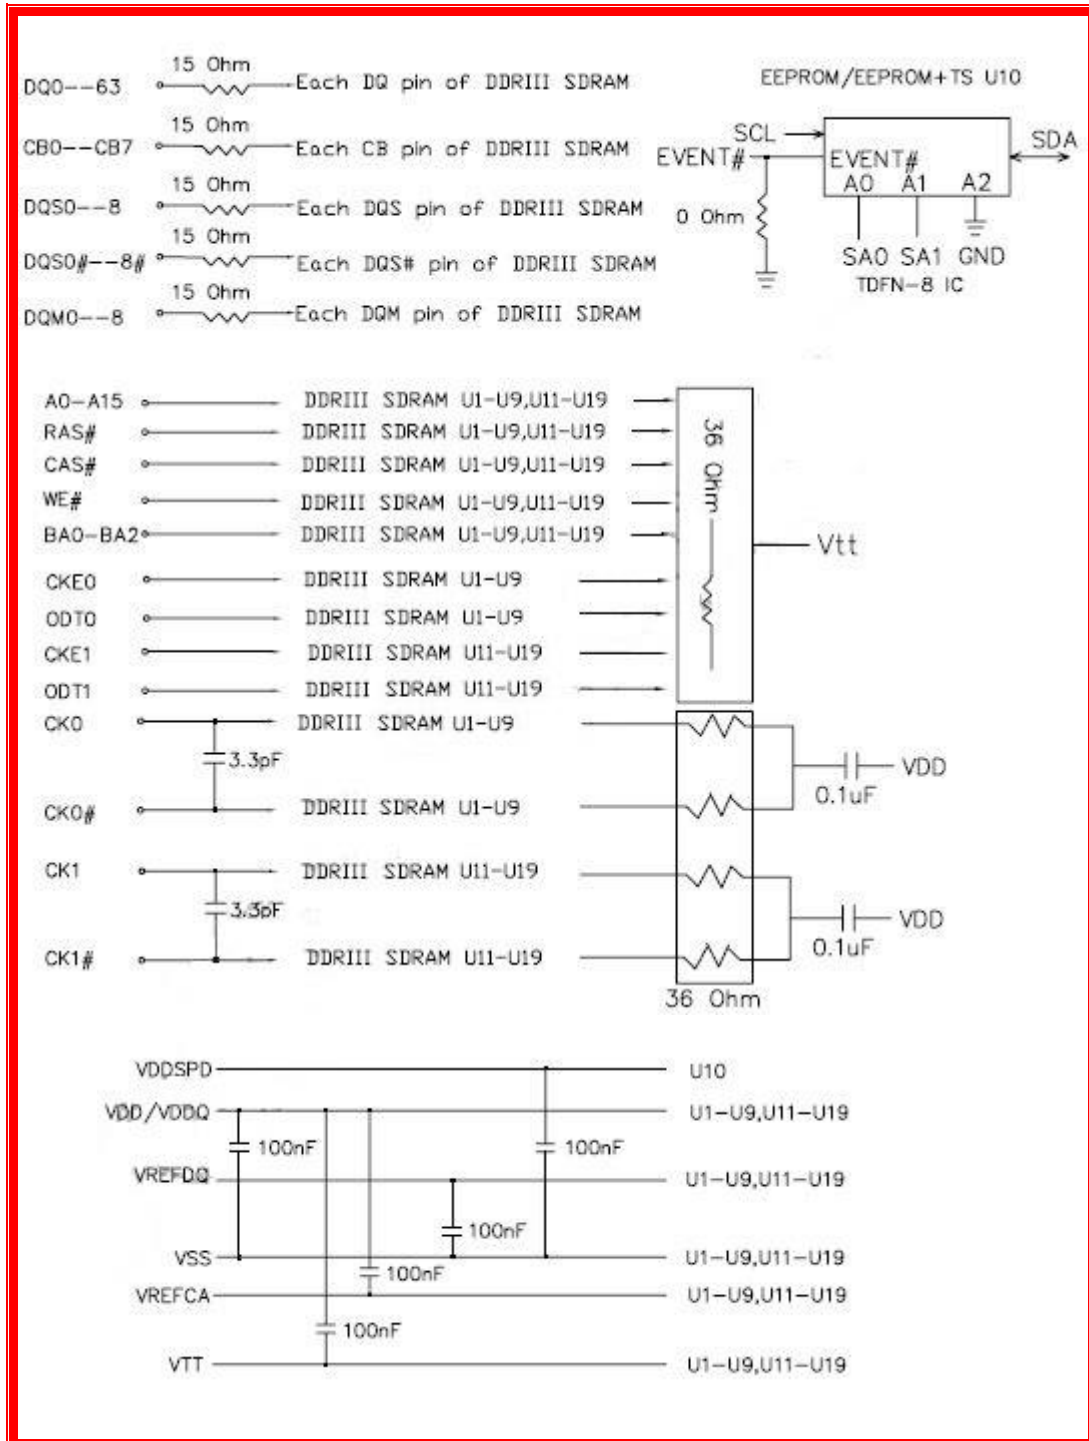 DQ0--63 15 Ohm Each DQ pin of DDRIII SDRAM
CB0--CB7 15 Ohm Each CB pin of DDRIII SDRAM
DQS0--8 15 Ohm Each DQS pin of DDRIII SDRAM
DQS0#--8# 15 Ohm Each DQS# pin of DDRIII SDRAM
DQM0--8 15 Ohm Each DQM pin of DDRIII SDRAM
EEPROM/EEPROM+TS U10
SCL
SDA
EVENT# EVENT#
A0 A1 A2
0 Ohm
SA0 SA1 GND
TDFN-8 IC
A0-A15 DDRIII SDRAM U1-U9,U11-U19
RAS# DDRIII SDRAM U1-U9,U11-U19
CAS# DDRIII SDRAM U1-U9,U11-U19
WE# DDRIII SDRAM U1-U9,U11-U19
BA0-BA2 DDRIII SDRAM U1-U9,U11-U19
CKE0 DDRIII SDRAM U1-U9
ODT0 DDRIII SDRAM U1-U9
CKE1 DDRIII SDRAM U11-U19
ODT1 DDRIII SDRAM U11-U19
36 Ohm
Vtt
CK0 DDRIII SDRAM U1-U9
3.3pF
VDD
0.1uF
CK0# DDRIII SDRAM U1-U9
CK1 DDRIII SDRAM U11-U19
3.3pF
VDD
0.1uF
CK1# DDRIII SDRAM U11-U19
36 Ohm
VDDSPD U10
VDD/VDDQ U1-U9,U11-U19
100nF 100nF
VREFDQ U1-U9,U11-U19
100nF
VSS U1-U9,U11-U19
100nF
VREFCA U1-U9,U11-U19
100nF
VTT U1-U9,U11-U19